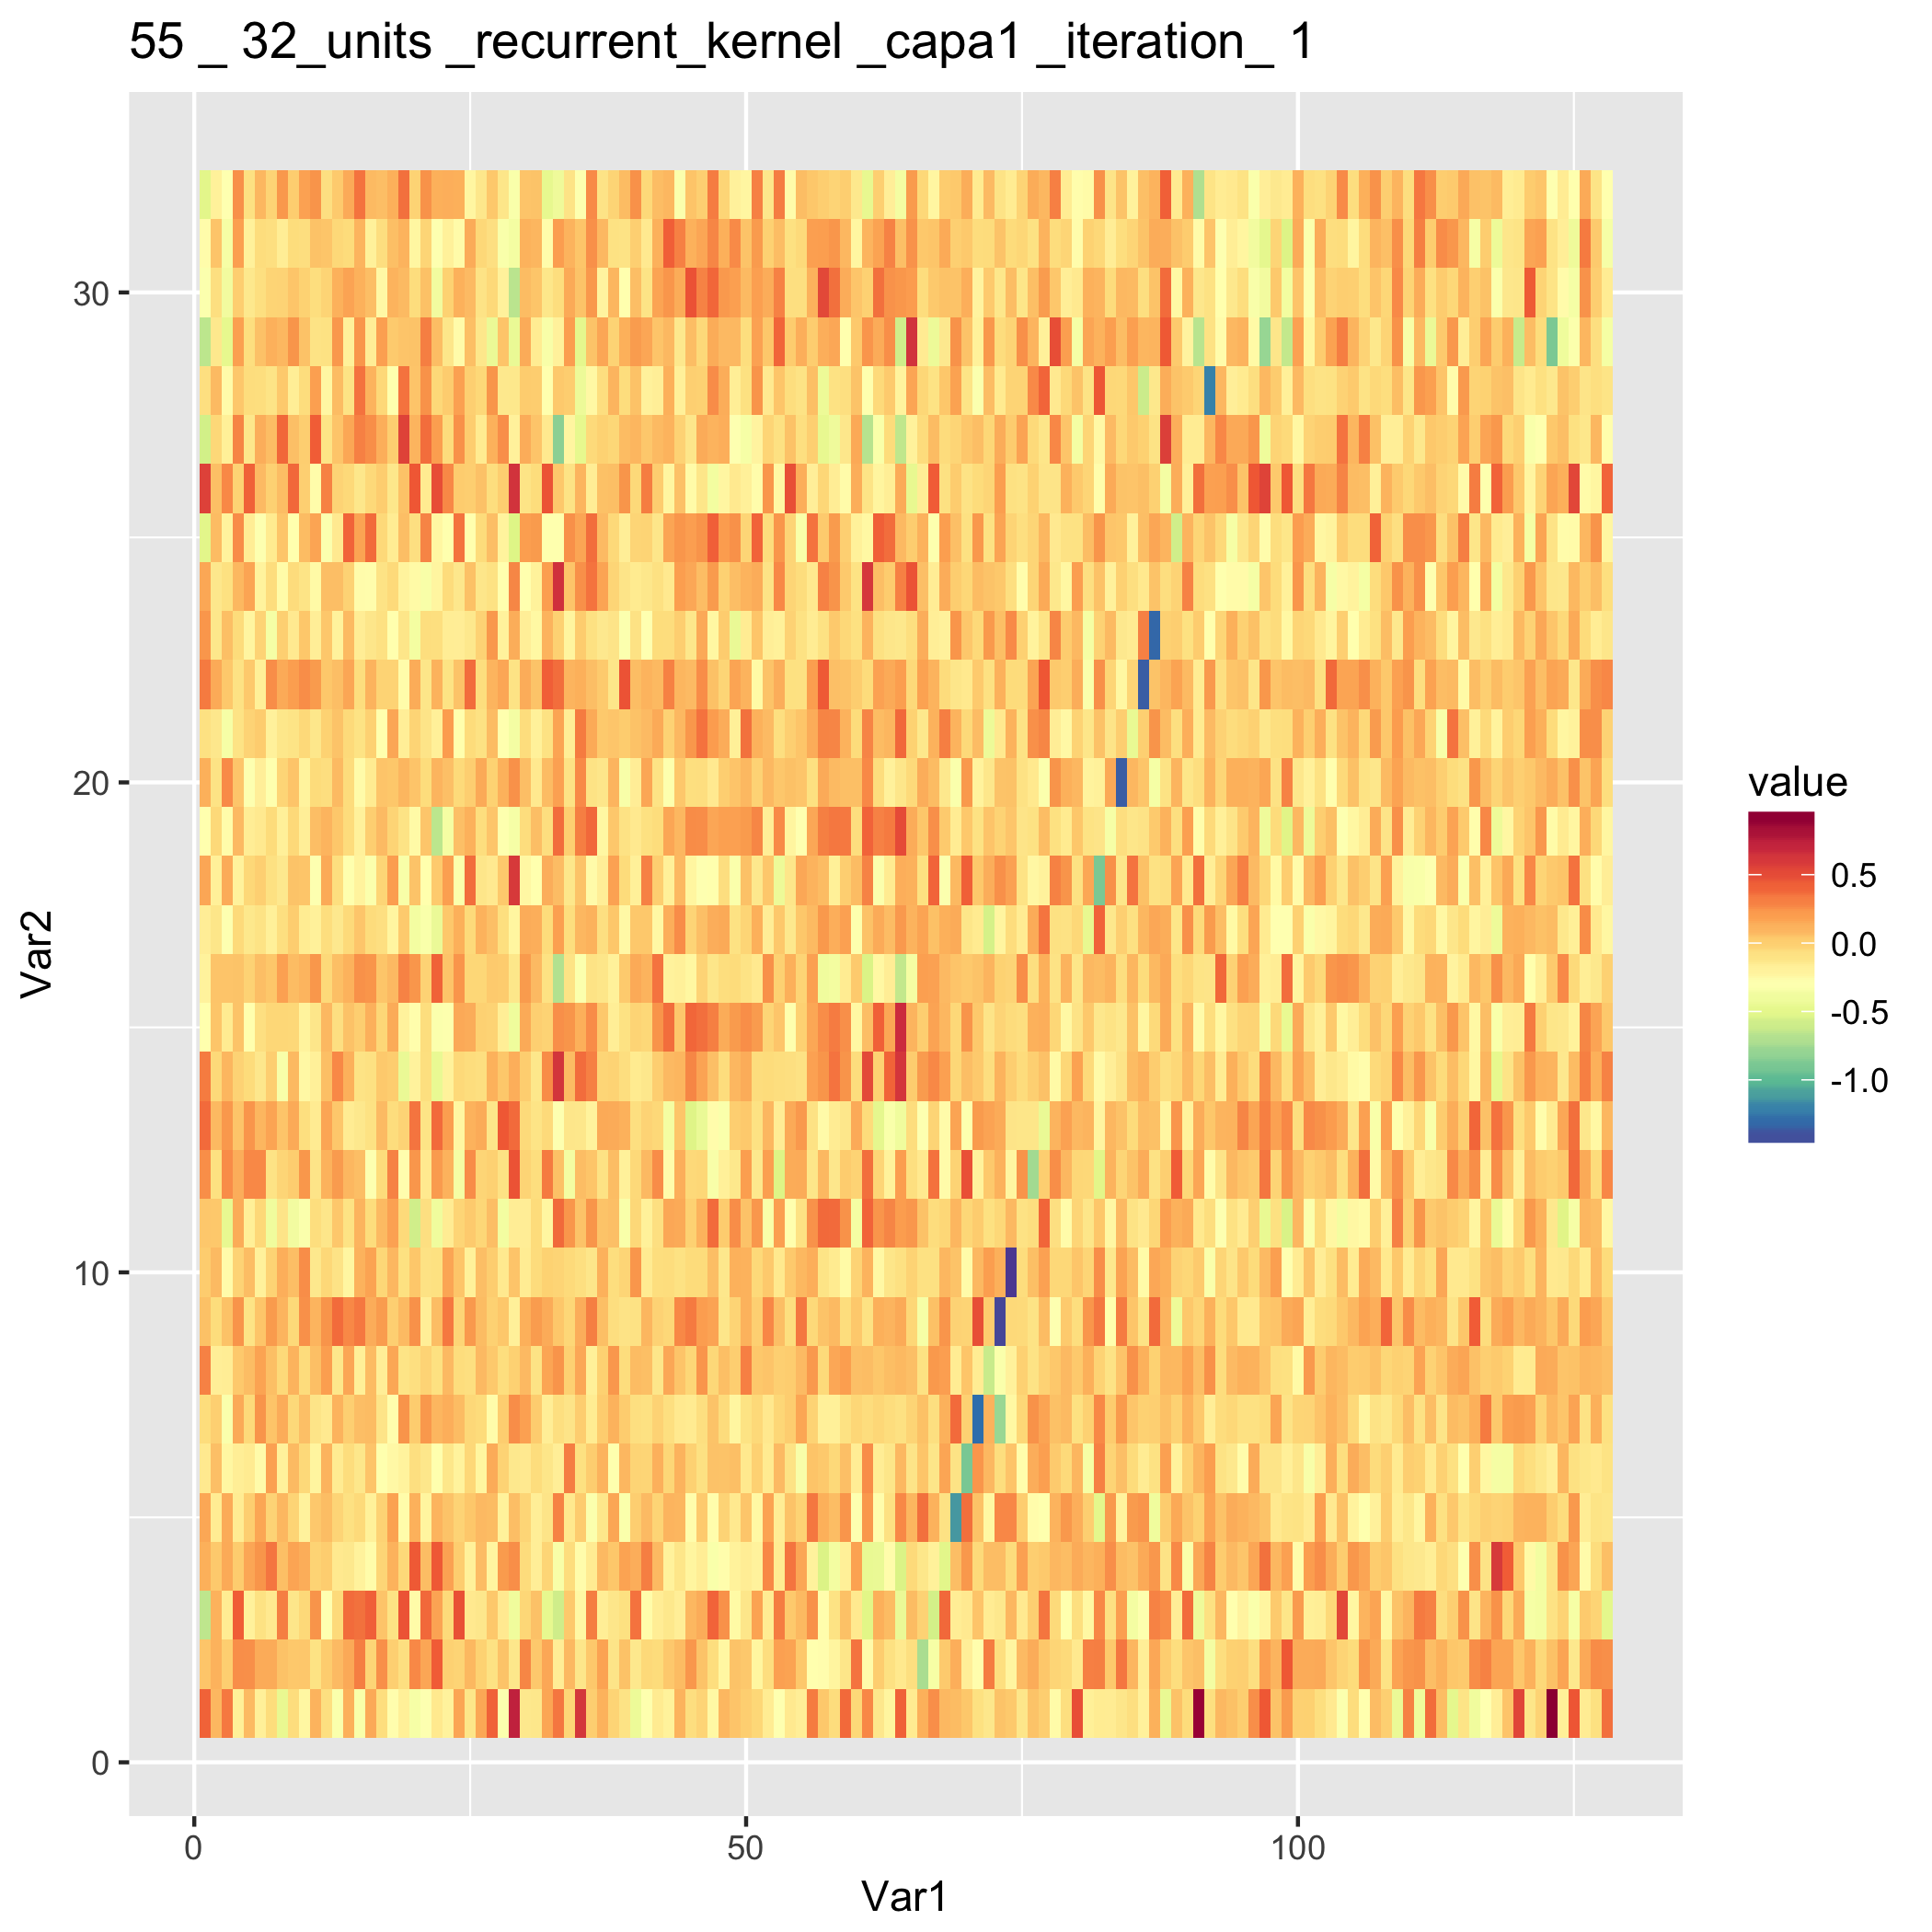 55 _ 32_units _recurrent_kernel _capa1 _iteration_ 1
30
20
10
0
Var2
0 50 100
Var1
value
0.5
0.0
-0.5
-1.0